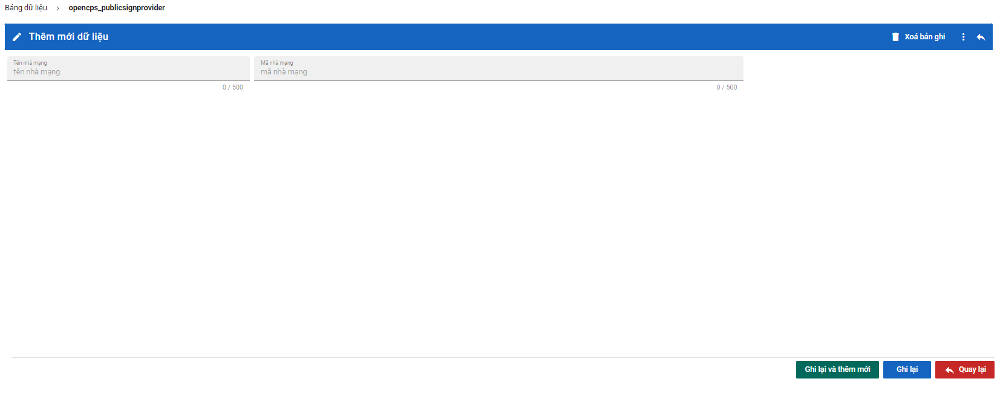 Bảng dữ liệu > opencps_publicsignprovider
Thêm mới dữ liệu Xoá bản ghi
Tên nhà mạng Mã nhà mạng
tên nhà mạng mã nhà mạng
0 / 500 0 / 500
Ghi lại và thêm mới Ghi lại Quay lại